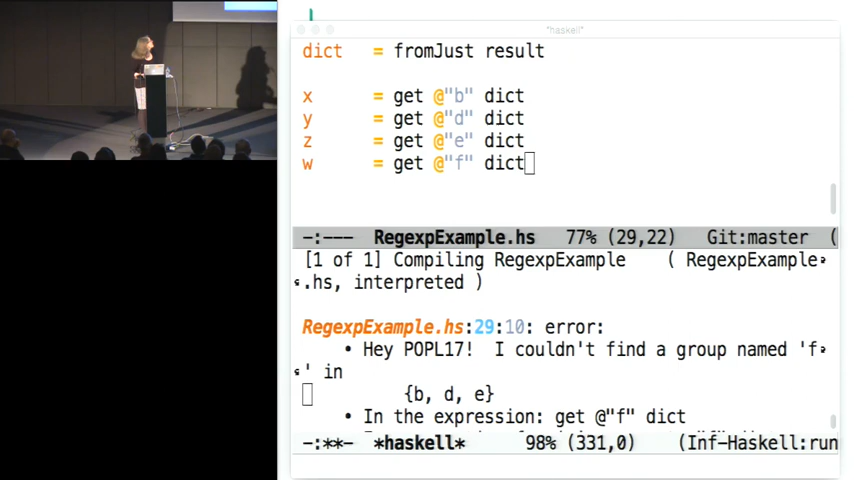 "haskell"
dict = fromJust result
x = get @"b" dict
y = get @"d" dict
z = get @"e" dict
w = get @"f" dict
-:--- RegexpExample.hs 77% (29,22) Git:master (
[1 of 1] Compiling RegexpExample ( RegexpExample
.hs, interpreted )
RegexpExample.hs:29:10: error:
• Hey POPL17! I couldn't find a group named 'f
' in
{b, d, e}
• In the expression: get @"f" dict
-:**- *haskell* 98% (331,0) (Inf-Haskell:run